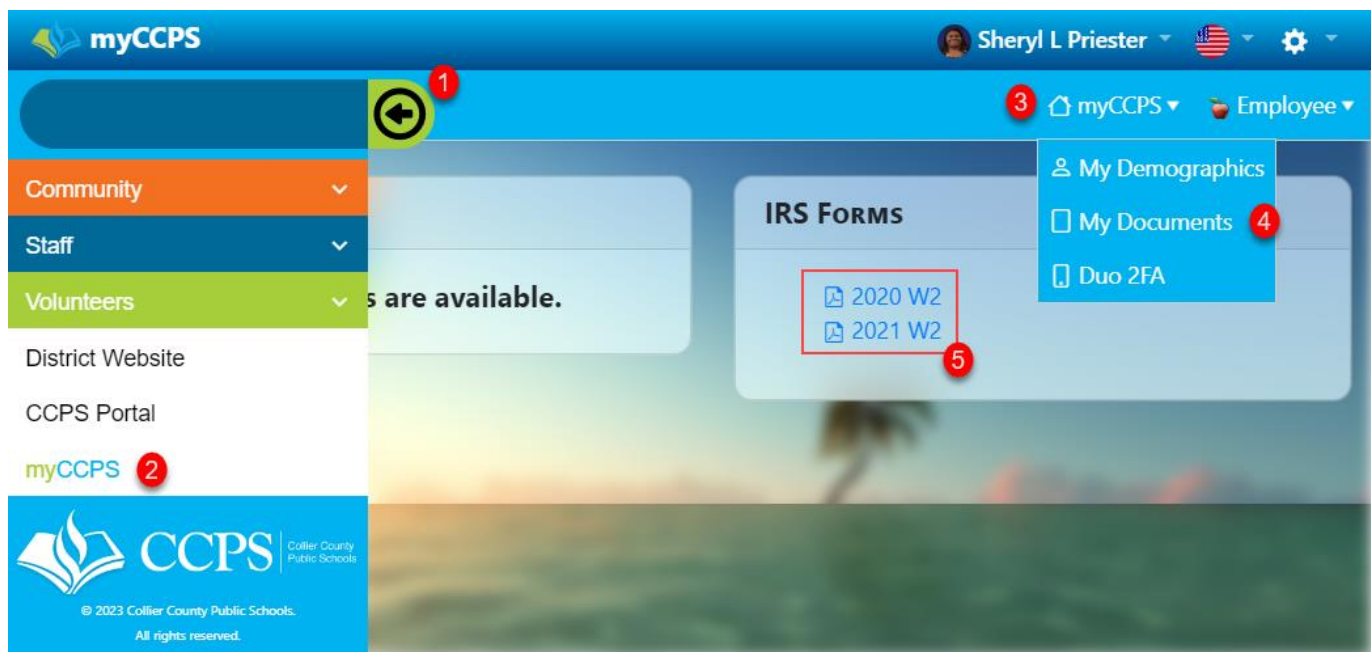 myCCPS
Sheryl L Priester
1
3 myCCPS Employee
Community
Staff
Volunteers
District Website
CCPS Portal
myCCPS 2
CCPS Collier County
Public Schools
© 2023 Collier County Public Schools.
All rights reserved.
s are available.
IRS FORMS
2020 W2
2021 W2
5
My Demographics
My Documents 4
Duo 2FA